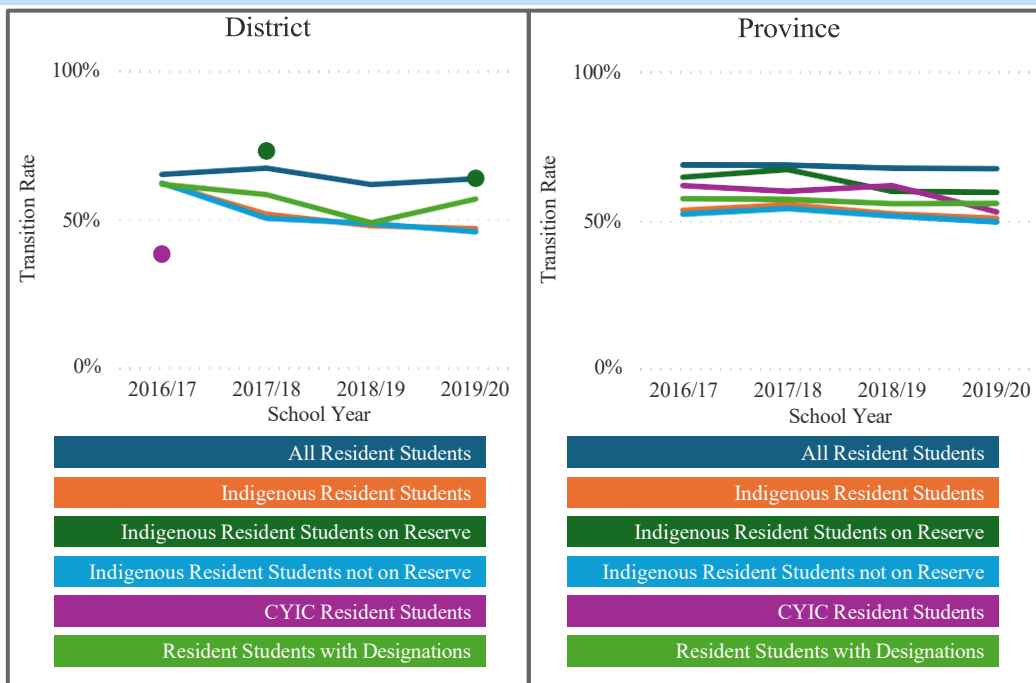 District
100%
50%
0%
Transition Rate
2016/17 2017/18 2018/19 2019/20
School Year
All Resident Students
Indigenous Resident Students
Indigenous Resident Students on Reserve
Indigenous Resident Students not on Reserve
CYIC Resident Students
Resident Students with Designations
Province
100%
50%
0%
Transition Rate
2016/17 2017/18 2018/19 2019/20
School Year
All Resident Students
Indigenous Resident Students
Indigenous Resident Students on Reserve
Indigenous Resident Students not on Reserve
CYIC Resident Students
Resident Students with Designations